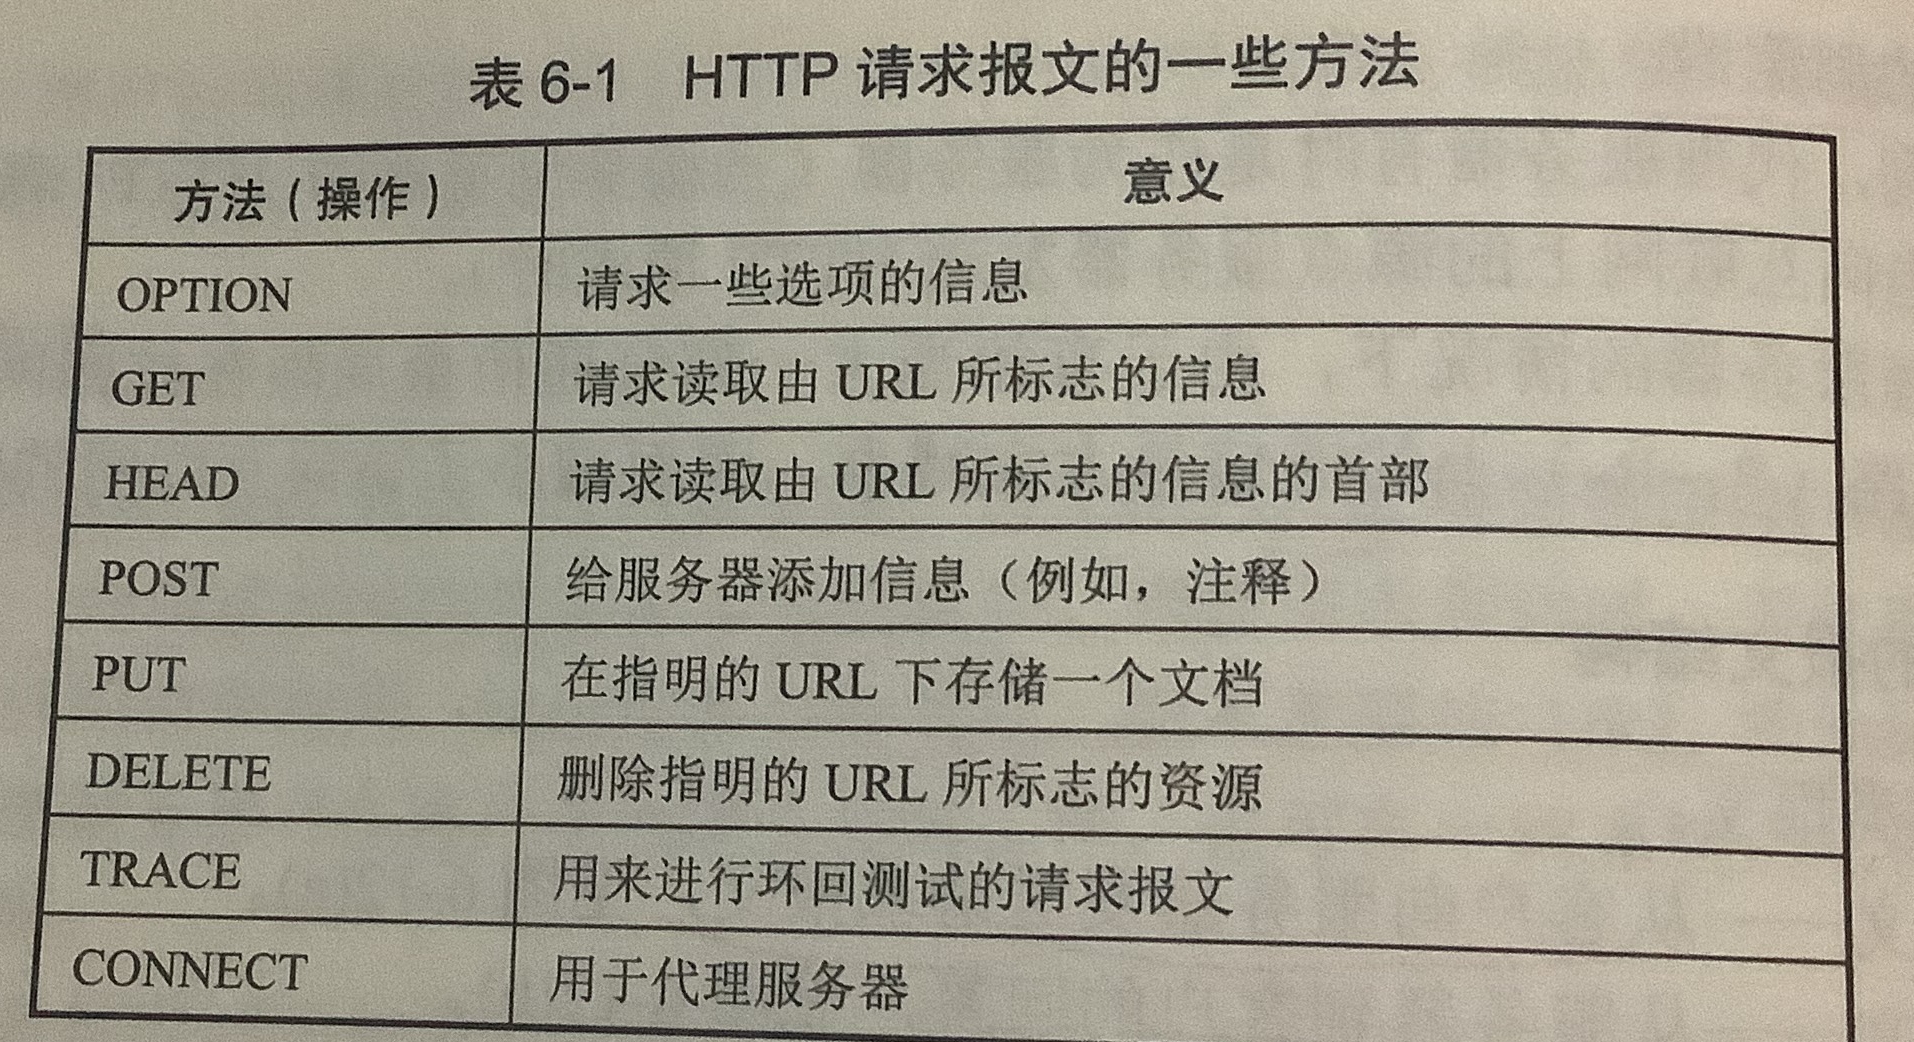 表 6-1 HTTP 请求报文的一些方法
方法（操作） 意义
OPTION 请求一些选项的信息
GET 请求读取由 URL 所标志的信息
HEAD 请求读取由 URL 所标志的信息的首部
POST 给服务器添加信息（例如，注释）
PUT 在指明的 URL 下存储一个文档
DELETE 删除指明的 URL 所标志的资源
TRACE 用来进行环回测试的请求报文
CONNECT 用于代理服务器